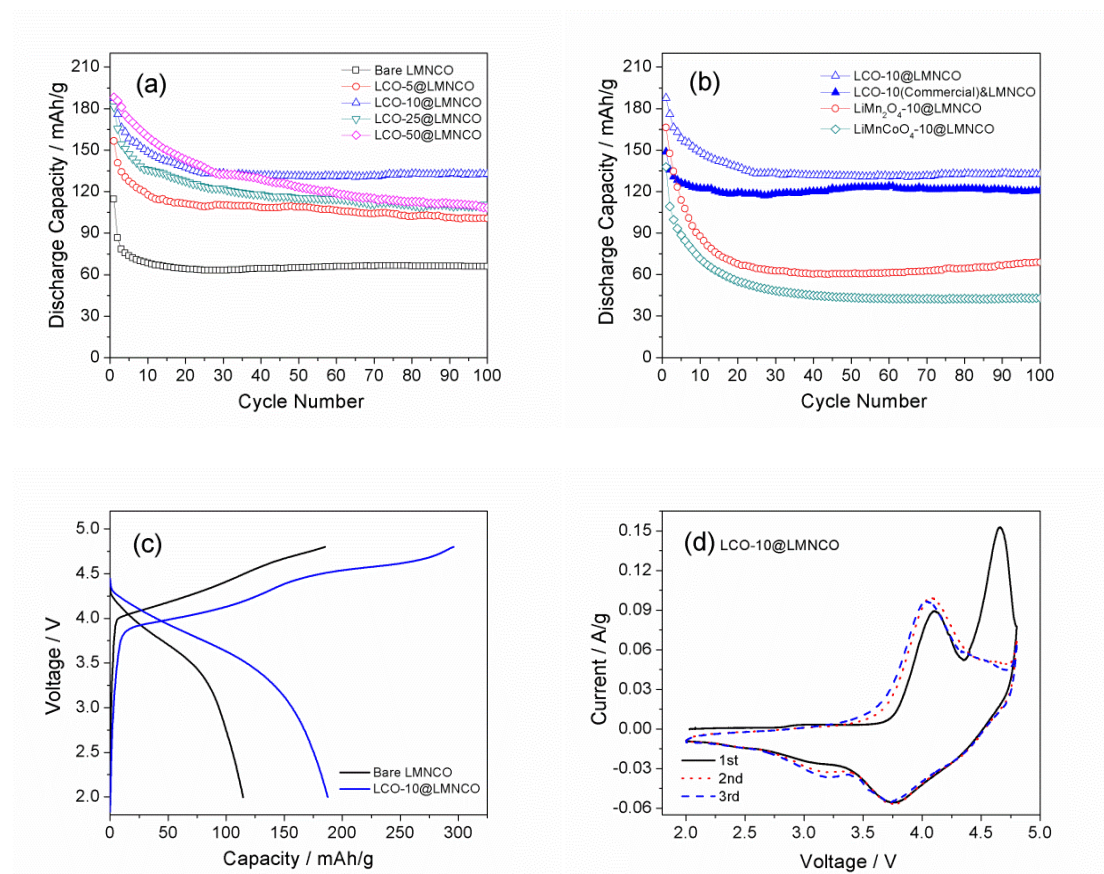 (a)
Bare LMNCO
LCO-5@LMNCO
LCO-10@LMNCO
LCO-25@LMNCO
LCO-50@LMNCO
210
180
150
120
90
60
30
0
0 10 20 30 40 50 60 70 80 90 100
Discharge Capacity / mAh/g
Cycle Number
(b)
LCO-10@LMNCO
LCO-10(Commercial)&LMNCO
LiMn₂O₄-10@LMNCO
LiMnCoO₄-10@LMNCO
210
180
150
120
90
60
30
0
0 10 20 30 40 50 60 70 80 90 100
Discharge Capacity / mAh/g
Cycle Number
(c)
5.0
4.5
4.0
3.5
3.0
2.5
2.0
Bare LMNCO
LCO-10@LMNCO
0 50 100 150 200 250 300
Voltage / V
Capacity / mAh/g
(d) LCO-10@LMNCO
0.15
0.12
0.09
0.06
0.03
0.00
-0.03
-0.06
1st
2nd
3rd
2.0 2.5 3.0 3.5 4.0 4.5 5.0
Current / A/g
Voltage / V